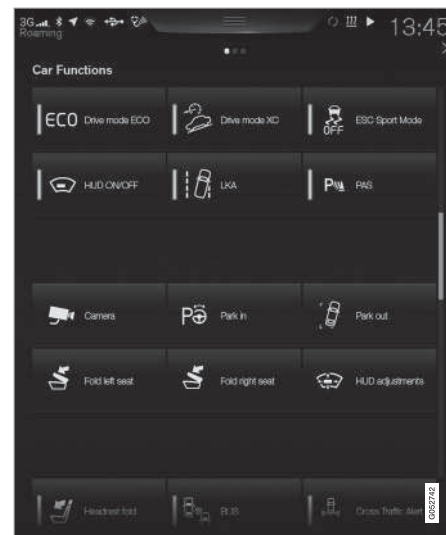 3G 13:45
Roaming
Car Functions
ECO Drive mode ECO
Drive mode XC
OFF ESC Sport Mode
HUD ON/OFF
LKA
P PAS
Camera
P Park in
Park out
Fold left seat
Fold right seat
HUD adjustments
Headrest fold
BLIS
Cross Traffic Alert
G052742